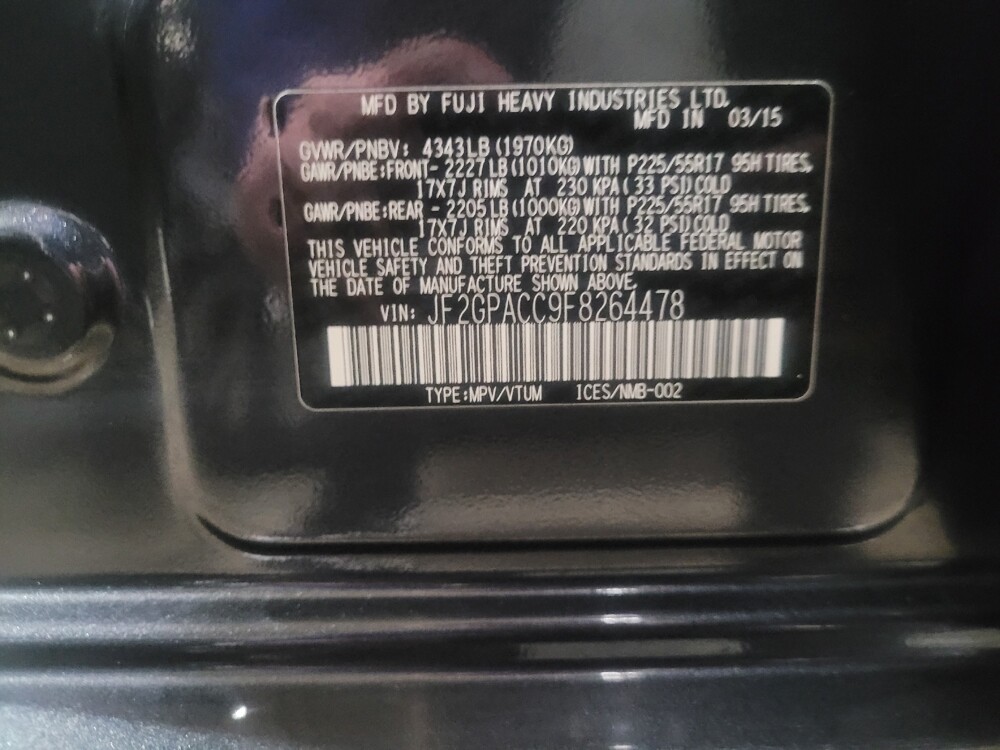 MFD BY FUJI HEAVY INDUSTRIES LTD.
MFD IN 03/15
GVWR/PNBV: 4343LB (1970KG)
GAWR/PNBE:FRONT- 2227LB(1010KG)WITH P225/55R17 95H TIRES,
17X7J RIMS AT 230 KPA( 33 PSI)COLD
GAWR/PNBE:REAR - 2205LB(1000KG)WITH P225/55R17 95H TIRES,
17X7J RIMS AT 220 KPA( 32 PSI)COLD
THIS VEHICLE CONFORMS TO ALL APPLICABLE FEDERAL MOTOR
VEHICLE SAFETY AND THEFT PREVENTION STANDARDS IN EFFECT ON
THE DATE OF MANUFACTURE SHOWN ABOVE.
VIN: JF2GPACC9F8264478
TYPE:MPV/VTUM ICES/NMB-002